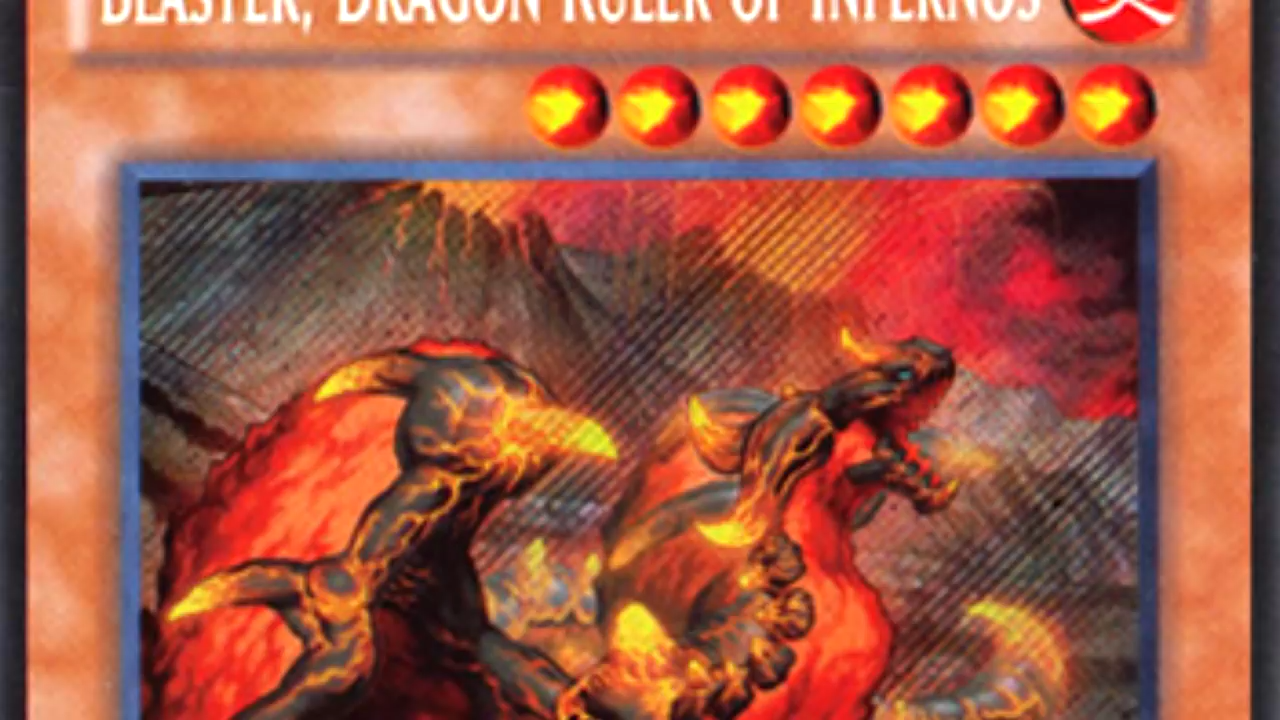 BLASTER, DRAGON RULER OF INFERNOS 炎